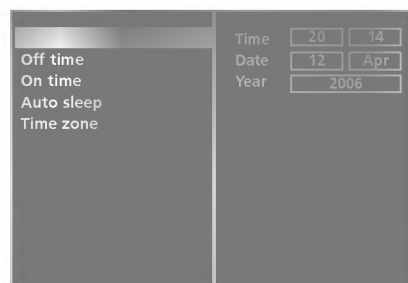 Off time
On time
Auto sleep
Time zone
Time 20 14
Date 12 Apr
Year 2006